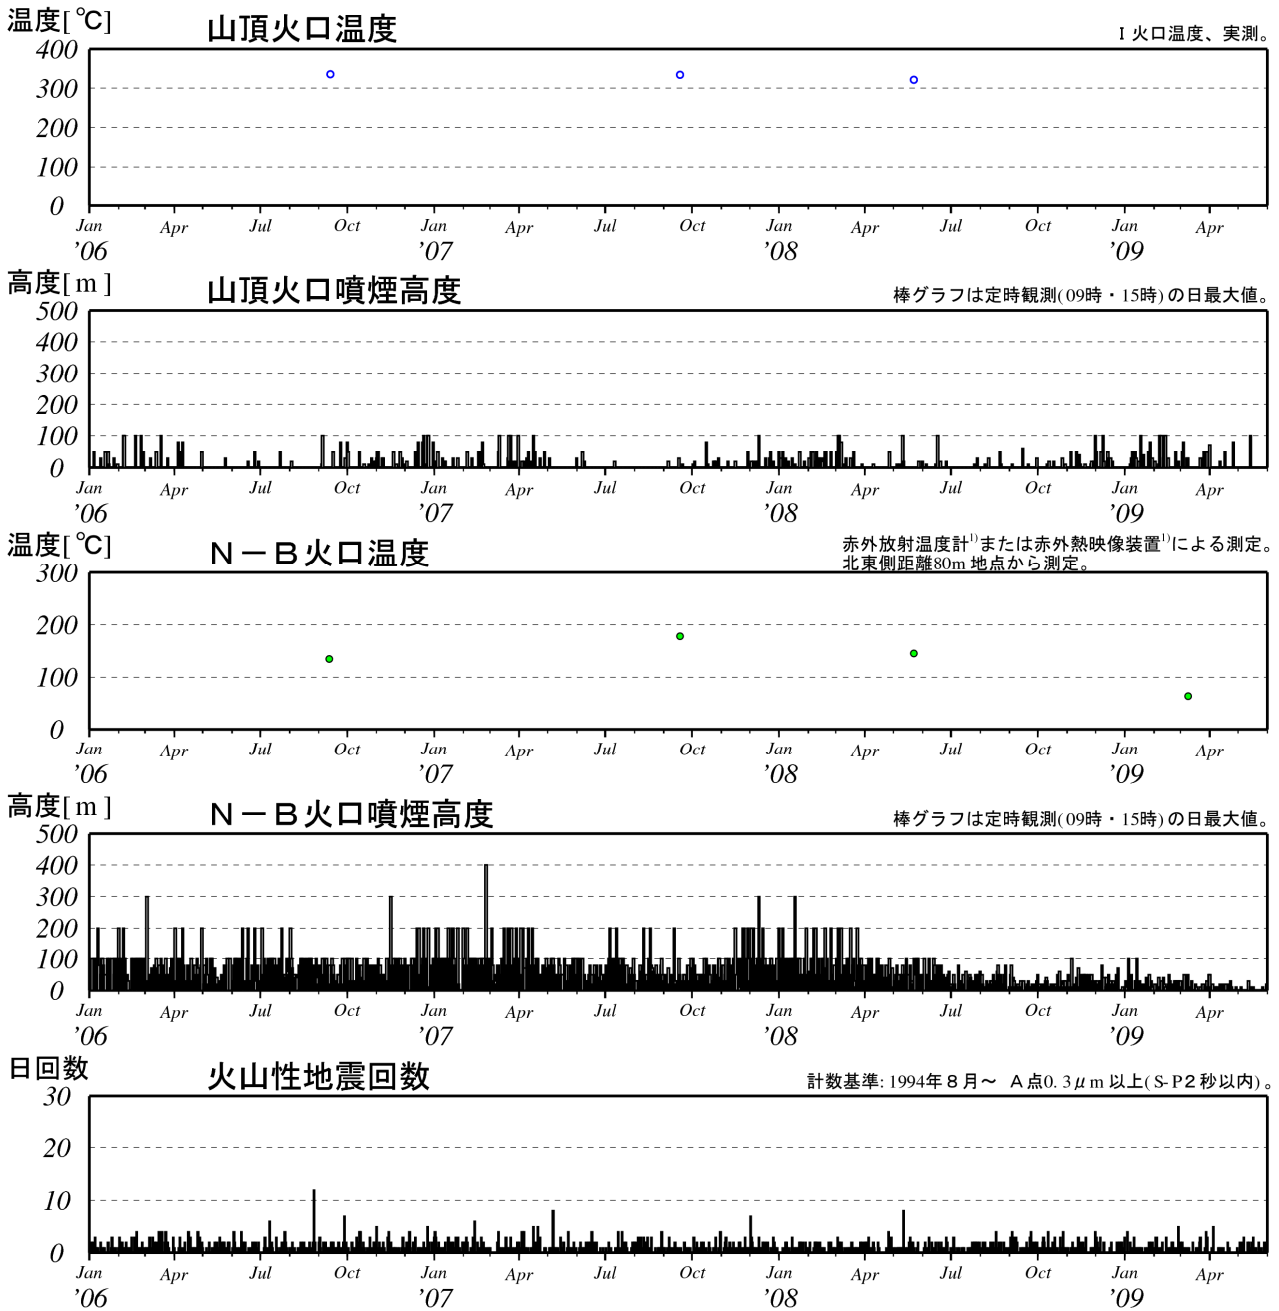 温度[℃] 山頂火口温度 I 火口温度、実測。
400
300
200
100
0
Jan Apr Jul Oct Jan Apr Jul Oct Jan Apr Jul Oct Jan Apr
'06 '07 '08 '09
高度[m] 山頂火口噴煙高度 棒グラフは定時観測(09時・15時)の日最大値。
500
400
300
200
100
0
Jan Apr Jul Oct Jan Apr Jul Oct Jan Apr Jul Oct Jan Apr
'06 '07 '08 '09
温度[℃] N－B火口温度 赤外放射温度計1)または赤外熱映像装置1)による測定。
北東側距離80m地点から測定。
300
200
100
0
Jan Apr Jul Oct Jan Apr Jul Oct Jan Apr Jul Oct Jan Apr
'06 '07 '08 '09
高度[m] N－B火口噴煙高度 棒グラフは定時観測(09時・15時)の日最大値。
500
400
300
200
100
0
Jan Apr Jul Oct Jan Apr Jul Oct Jan Apr Jul Oct Jan Apr
'06 '07 '08 '09
日回数 火山性地震回数 計数基準: 1994年8月～ A点0.3μm以上(S-P2秒以内)。
30
20
10
0
Jan Apr Jul Oct Jan Apr Jul Oct Jan Apr Jul Oct Jan Apr
'06 '07 '08 '09